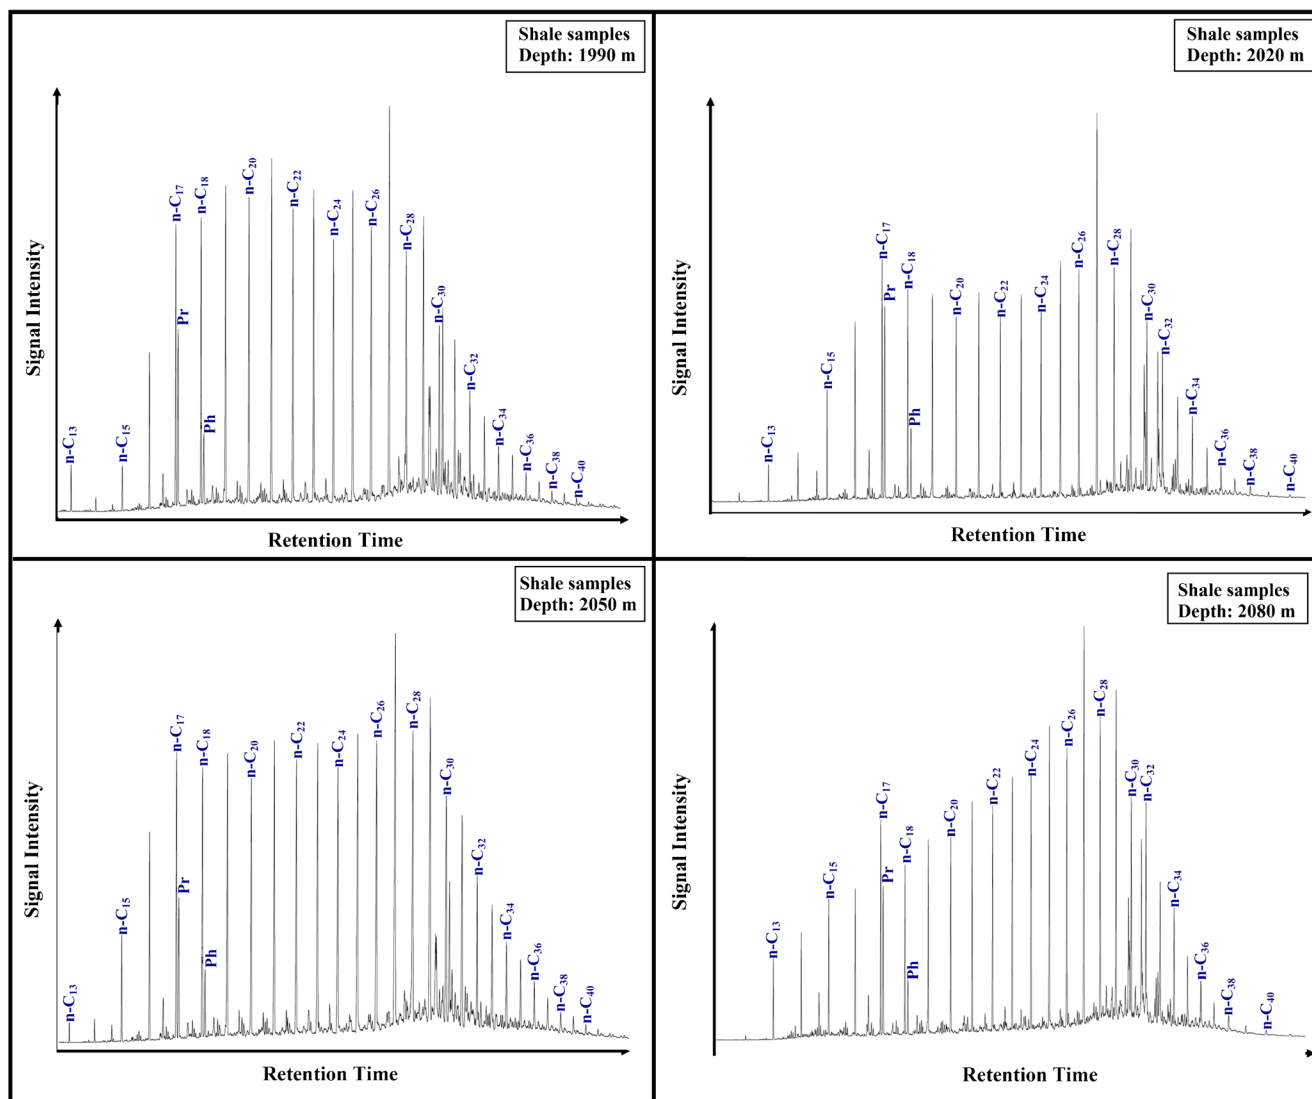 Shale samples
Depth: 1990 m
Signal Intensity
n-C13
n-C15
n-C17
Pr
n-C18
Ph
n-C20
n-C22
n-C24
n-C26
n-C28
n-C30
n-C32
n-C34
n-C36
n-C38
n-C40
Retention Time
Shale samples
Depth: 2020 m
Signal Intensity
n-C13
n-C15
n-C17
Pr
n-C18
Ph
n-C20
n-C22
n-C24
n-C26
n-C28
n-C30
n-C32
n-C34
n-C36
n-C38
n-C40
Retention Time
Shale samples
Depth: 2050 m
Signal Intensity
n-C13
n-C15
n-C17
Pr
n-C18
Ph
n-C20
n-C22
n-C24
n-C26
n-C28
n-C30
n-C32
n-C34
n-C36
n-C38
n-C40
Retention Time
Shale samples
Depth: 2080 m
Signal Intensity
n-C13
n-C15
n-C17
Pr
n-C18
Ph
n-C20
n-C22
n-C24
n-C26
n-C28
n-C30
n-C32
n-C34
n-C36
n-C38
n-C40
Retention Time